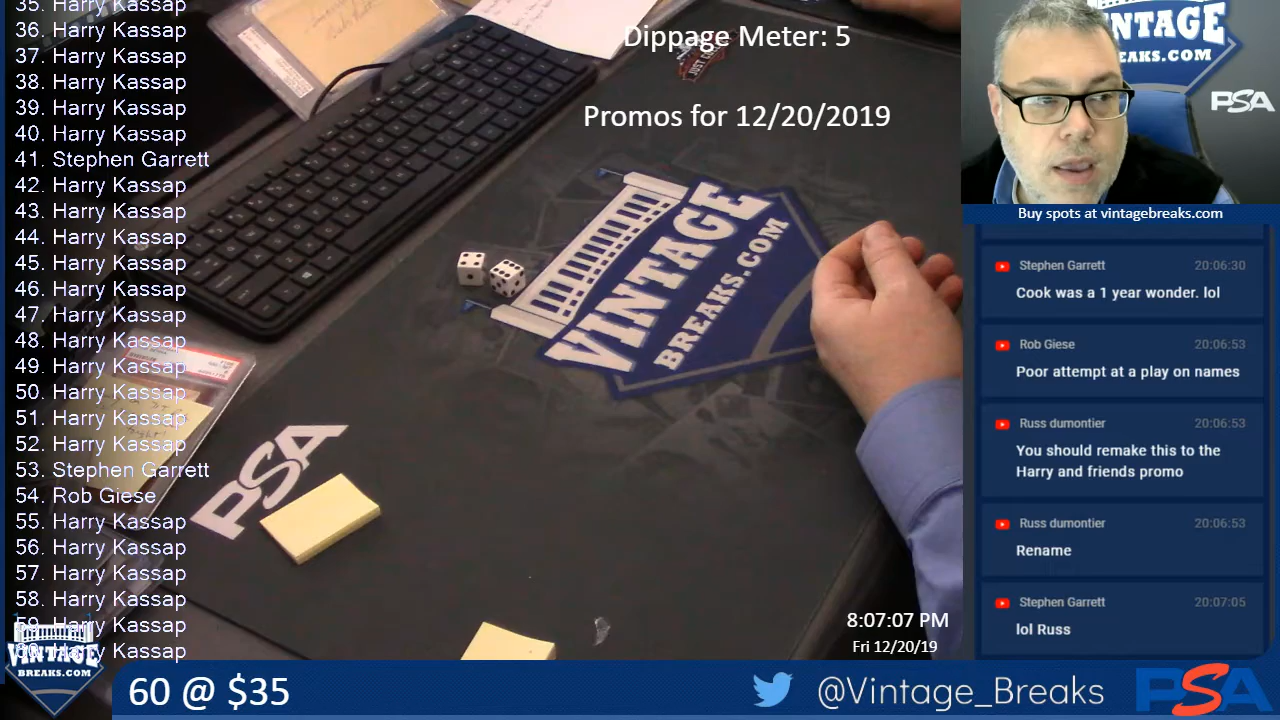 35. Harry Kassap
36. Harry Kassap
37. Harry Kassap
38. Harry Kassap
39. Harry Kassap
40. Harry Kassap
41. Stephen Garrett
42. Harry Kassap
43. Harry Kassap
44. Harry Kassap
45. Harry Kassap
46. Harry Kassap
47. Harry Kassap
48. Harry Kassap
49. Harry Kassap
50. Harry Kassap
51. Harry Kassap
52. Harry Kassap
53. Stephen Garrett
54. Rob Giese
55. Harry Kassap
56. Harry Kassap
57. Harry Kassap
58. Harry Kassap
59. Harry Kassap
60. Harry Kassap
VINTAGE
BREAKS.COM
Dippage Meter: 5
Promos for 12/20/2019
VINTAGE
BREAKS.COM
PSA
8:07:07 PM
Fri 12/20/19
VINTAGE
BREAKS.COM
PSA
Buy spots at vintagebreaks.com
Stephen Garrett 20:06:30
Cook was a 1 year wonder. lol
Rob Giese 20:06:53
Poor attempt at a play on names
Russ dumontier 20:06:53
You should remake this to the
Harry and friends promo
Russ dumontier 20:06:53
Rename
Stephen Garrett 20:07:05
lol Russ
60 @ $35
@Vintage_Breaks
PSA